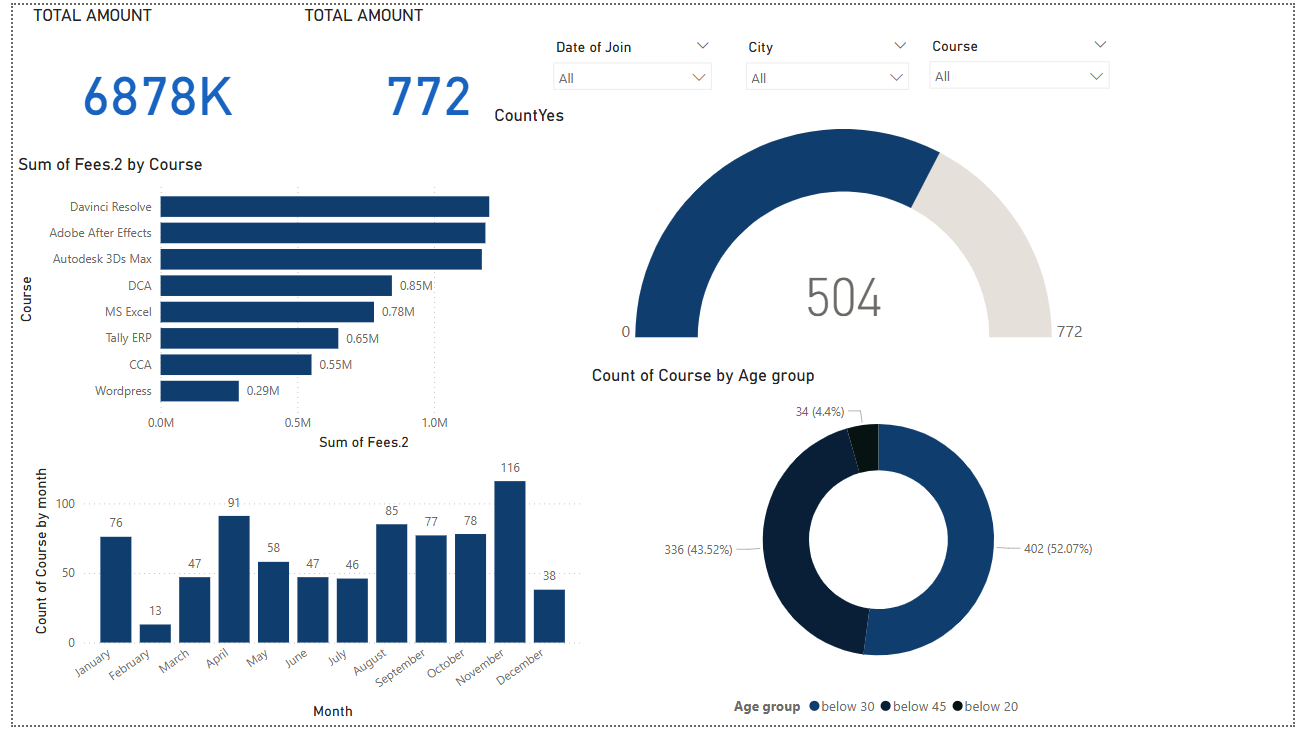 TOTAL AMOUNT
6878K
TOTAL AMOUNT
772
Date of Join
All
City
All
Course
All
CountYes
504
0
772
Sum of Fees.2 by Course
Course
Davinci Resolve
Adobe After Effects
Autodesk 3Ds Max
DCA 0.85M
MS Excel 0.78M
Tally ERP 0.65M
CCA 0.55M
Wordpress 0.29M
0.0M 0.5M 1.0M
Sum of Fees.2
Count of Course by Age group
34 (4.4%)
336 (43.52%)
402 (52.07%)
Age group below 30 below 45 below 20
Count of Course by month
100
50
0
76 13 47 91 58 47 46 85 77 78 116 38
January February March April May June July August September October November December
Month